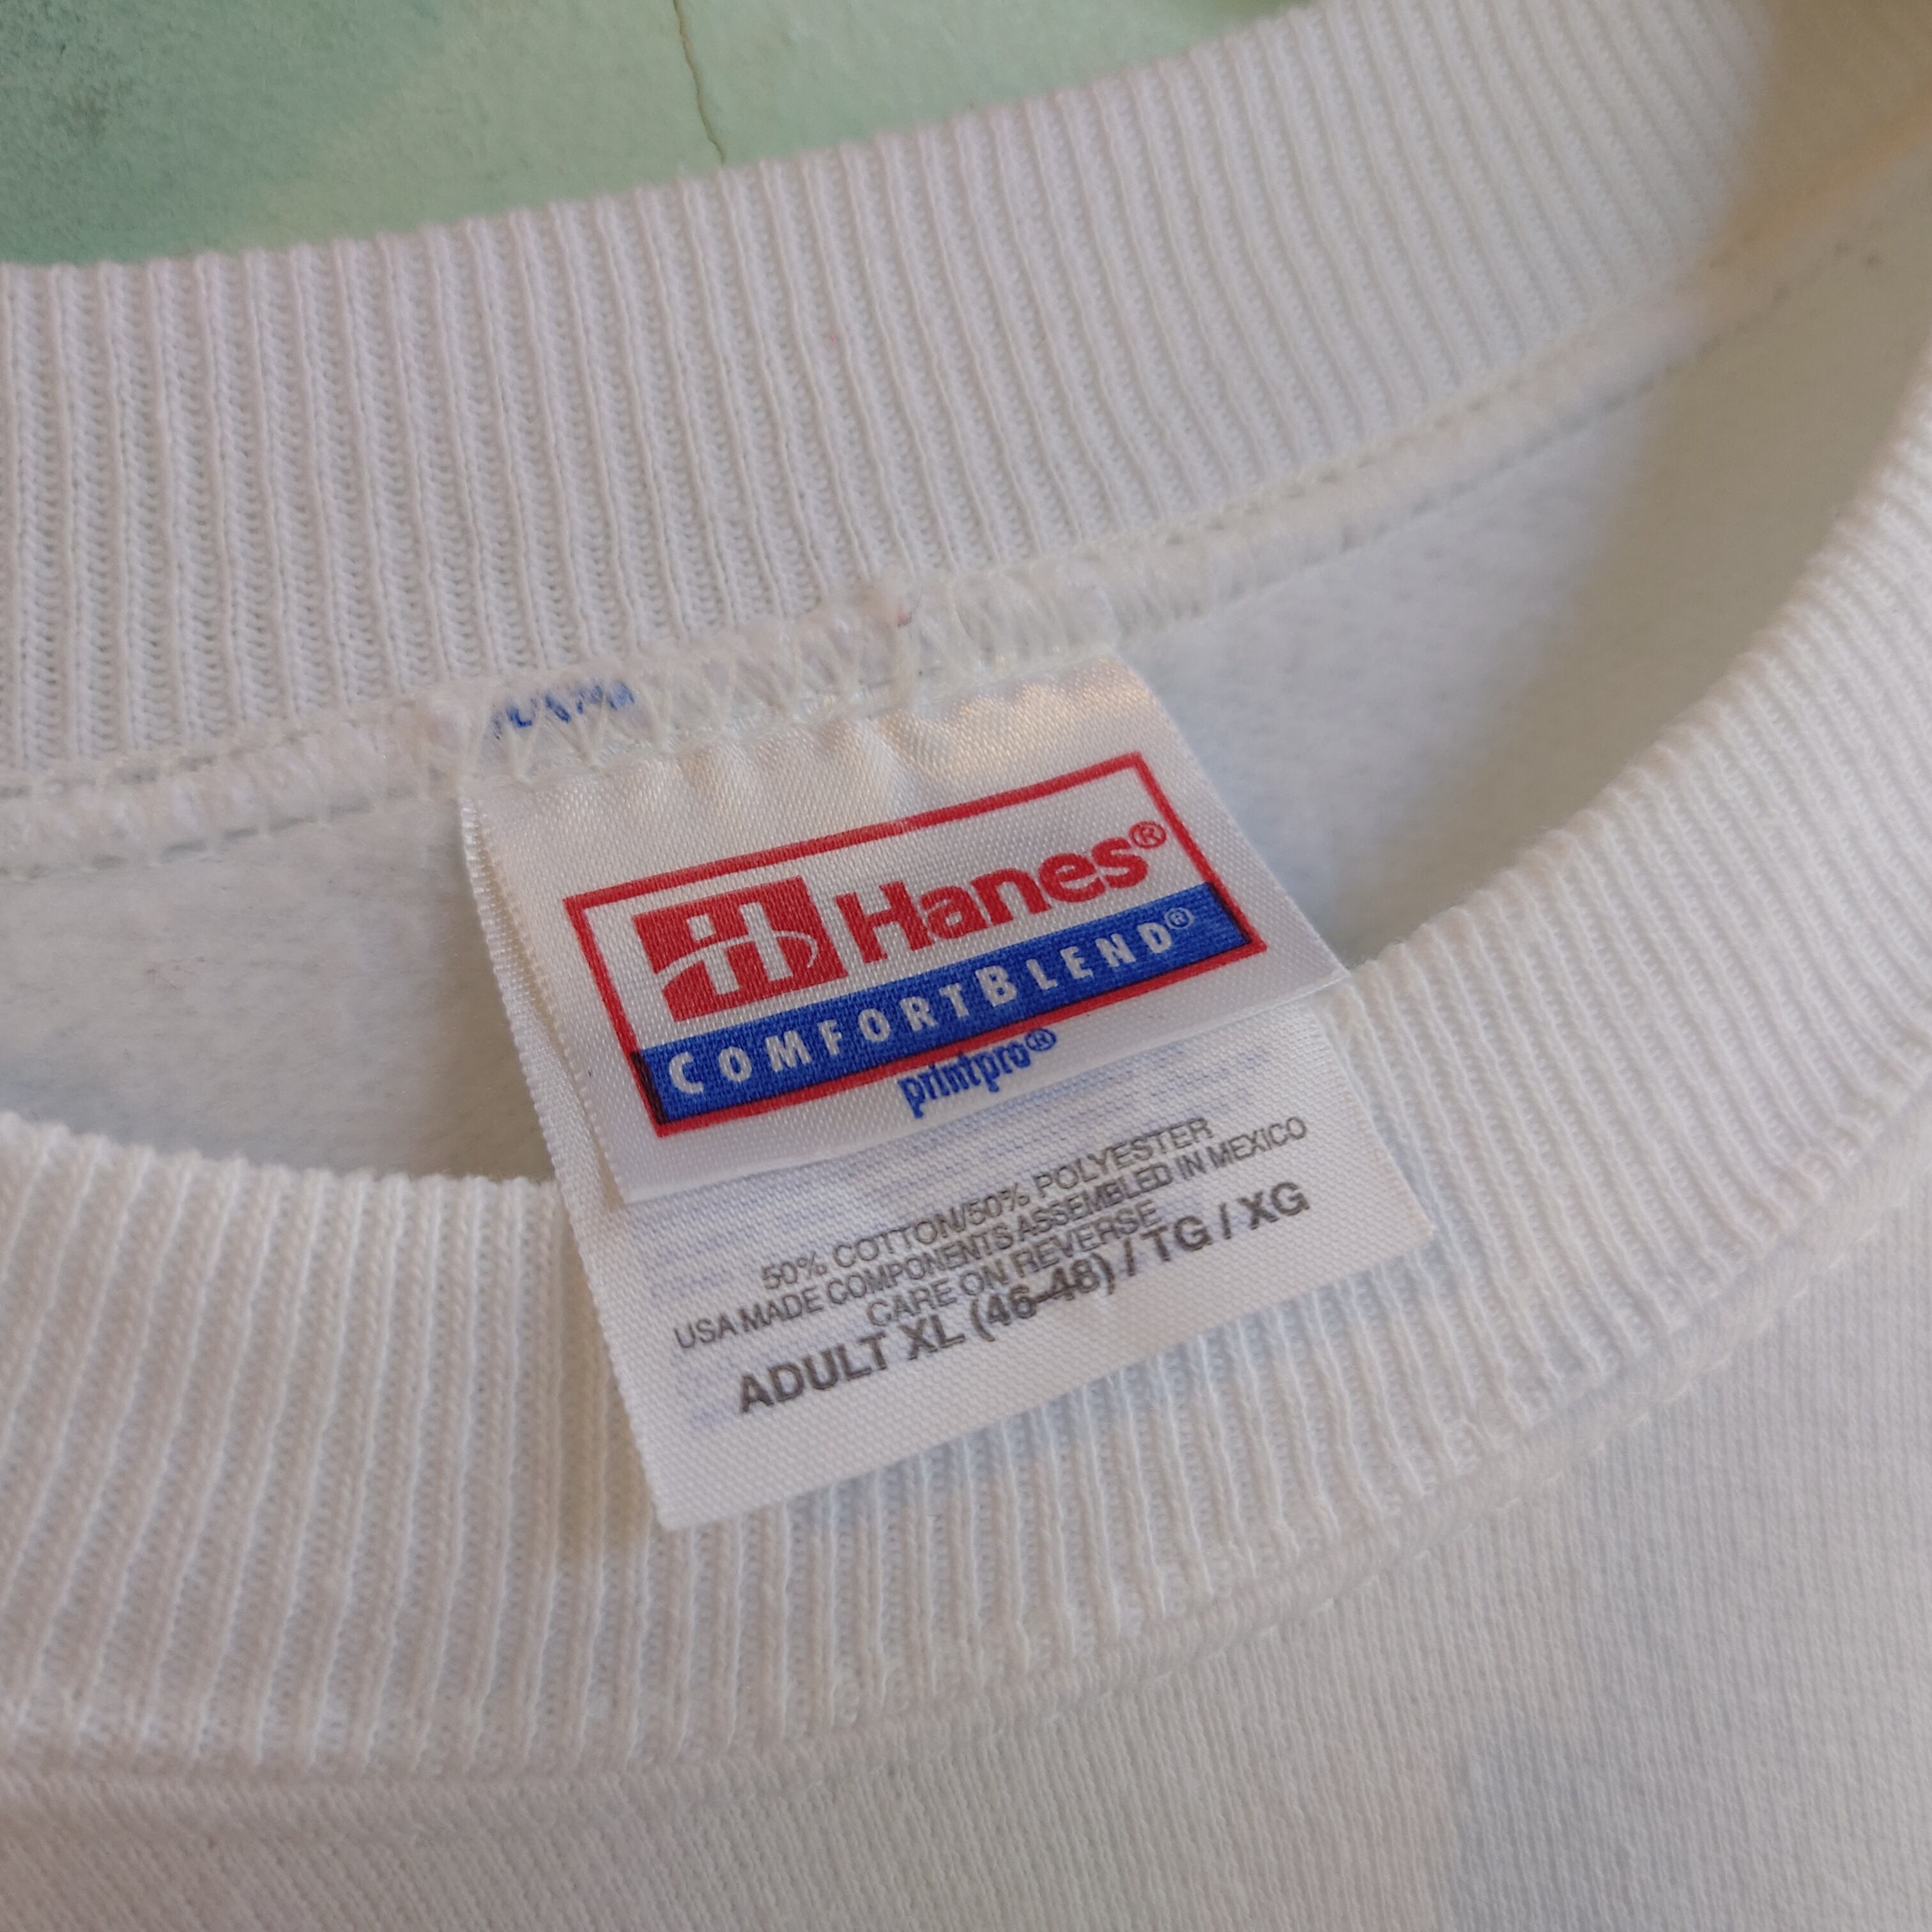 Hanes®
COMFORTBLEND®
printpro®
50% COTTON/50% POLYESTER
USA MADE COMPONENTS ASSEMBLED IN MEXICO
CARE ON REVERSE
ADULT XL (46-48) / TG / XG